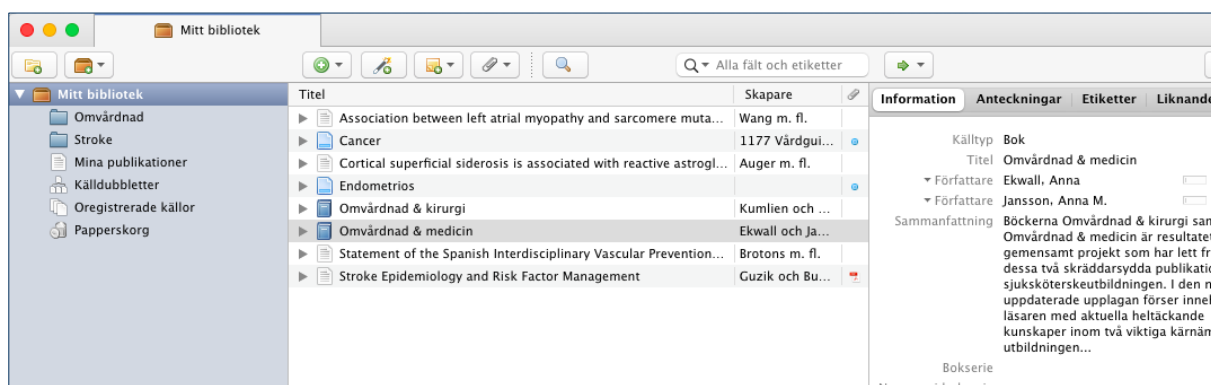 Mitt bibliotek
Alla fält och etiketter
Mitt bibliotek
Omvårdnad
Stroke
Mina publikationer
Källdubbletter
Oregistrerade källor
Papperskorg
Titel Skapare
Association between left atrial myopathy and sarcomere muta... Wang m. fl.
Cancer 1177 Vårdgui...
Cortical superficial siderosis is associated with reactive astrogl... Auger m. fl.
Endometrios
Omvårdnad & kirurgi Kumlien och ...
Omvårdnad & medicin Ekwall och Ja...
Statement of the Spanish Interdisciplinary Vascular Prevention... Brotons m. fl.
Stroke Epidemiology and Risk Factor Management Guzik och Bu...
Information Anteckningar Etiketter Liknande
Källtyp Bok
Titel Omvårdnad & medicin
Författare Ekwall, Anna
Författare Jansson, Anna M.
Sammanfattning Böckerna Omvårdnad & kirurgi sam
Omvårdnad & medicin är resultatet
gemensamt projekt som har lett fr
dessa två skräddarsydda publikatio
sjuksköterskeutbildningen. I den n
uppdaterade upplagan förser inneh
läsaren med aktuella heltäckande
kunskaper inom två viktiga kärnäm
utbildningen...
Bokserie